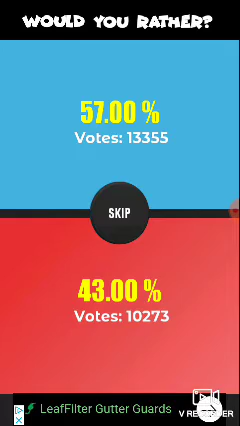 WOULD YOU RATHER?
57.00 %
Votes: 13355
SKIP
43.00 %
Votes: 10273
LeafFilter Gutter Guards